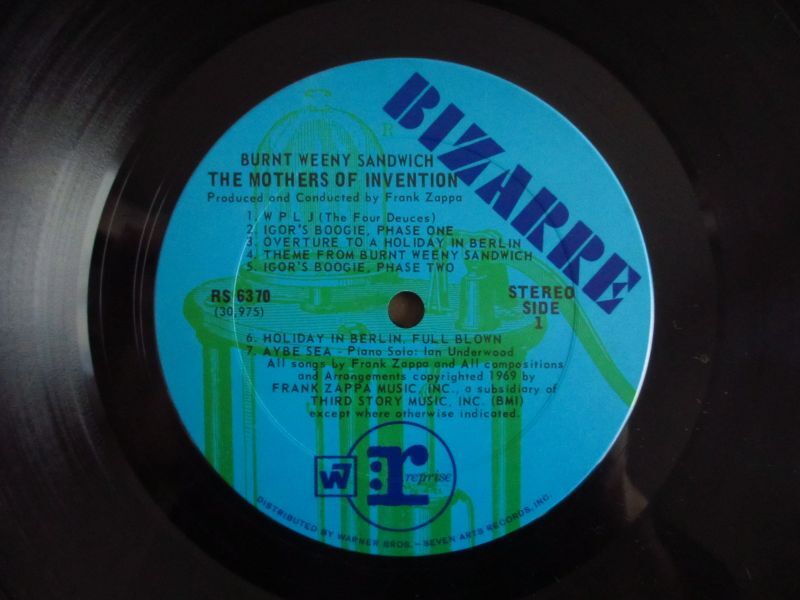 BIZARRE
R
BURNT WEENY SANDWICH
THE MOTHERS OF INVENTION
Produced and Conducted by Frank Zappa
1. W P L J (The Four Deuces)
2. IGOR'S BOOGIE, PHASE ONE
3. OVERTURE TO A HOLIDAY IN BERLIN
4. THEME FROM BURNT WEENY SANDWICH
5. IGOR'S BOOGIE, PHASE TWO
RS 6370
(30,975)
STEREO
SIDE
1
6. HOLIDAY IN BERLIN, FULL BLOWN
7. AYBE SEA - Piano Solo: Ian Underwood
All songs by Frank Zappa and All compositions
and Arrangements copyrighted 1969 by
FRANK ZAPPA MUSIC, INC., a subsidiary of
THIRD STORY MUSIC, INC. (BMI)
except where otherwise indicated.
W7
r: reprise
DISTRIBUTED BY WARNER BROS. - SEVEN ARTS RECORDS, INC.